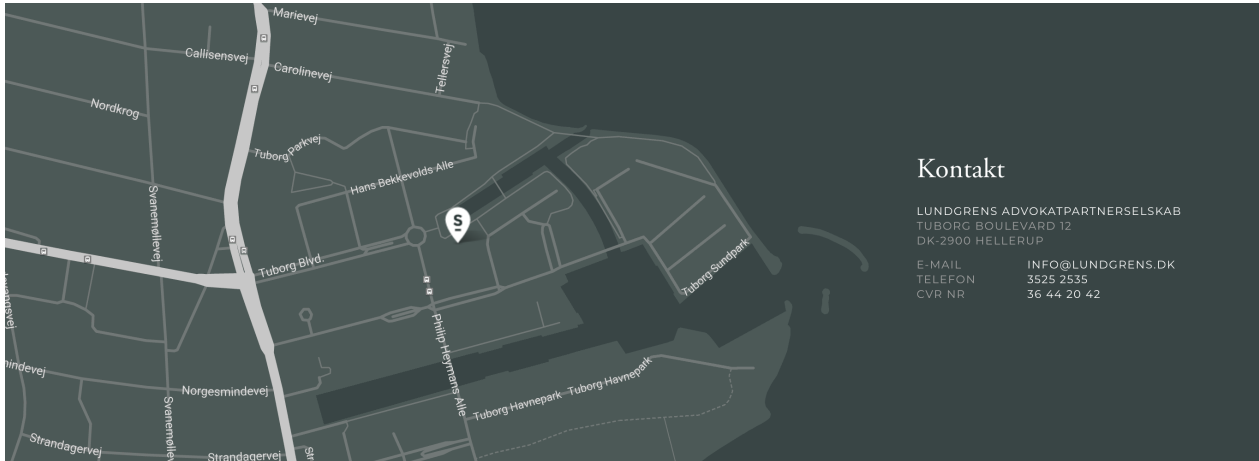 Marievej
Callisensvej
Carolinevej
Tellersvej
Nordkrog
Tuborg Parkvej
Hans Bekkevolds Alle
Svanemøllevej
S
Tuborg Blvd.
Tuborg Sundpark
Philip Heymans Alle
Norgesmindevej
Tuborg Havnepark
Tuborg Havnepark
Strandagervej
Strandagervej
Kontakt
LUNDGRENS ADVOKATPARTNERSELSKAB
TUBORG BOULEVARD 12
DK-2900 HELLERUP
E-MAIL INFO@LUNDGRENS.DK
TELEFON 3525 2535
CVR NR 36 44 20 42